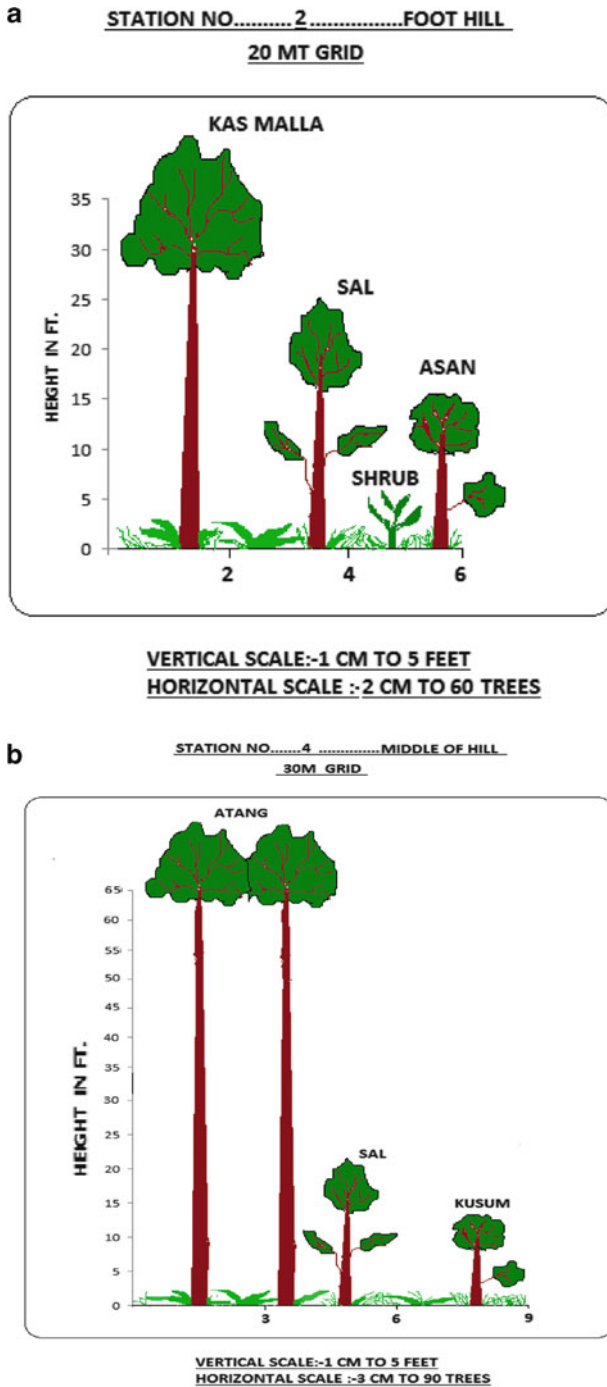 a
STATION NO.......... 2 ................FOOT HILL
20 MT GRID
KAS MALLA
SAL
ASAN
SHRUB
HEIGHT IN FT.
35
30
25
20
15
10
5
0
2 4 6
VERTICAL SCALE:-1 CM TO 5 FEET
HORIZONTAL SCALE :-2 CM TO 60 TREES
b
STATION NO.......4 ..............MIDDLE OF HILL
30M GRID
ATANG
SAL
KUSUM
HEIGHT IN FT.
65
60
55
50
45
40
35
30
25
20
15
10
5
0
3 6 9
VERTICAL SCALE:-1 CM TO 5 FEET
HORIZONTAL SCALE :-3 CM TO 90 TREES